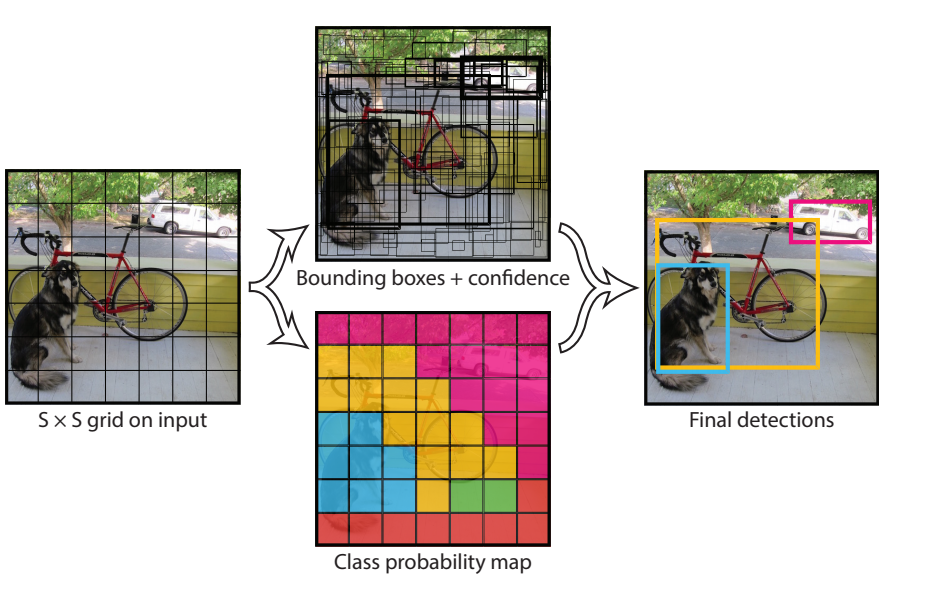 Bounding boxes + confidence
S × S grid on input
Final detections
Class probability map